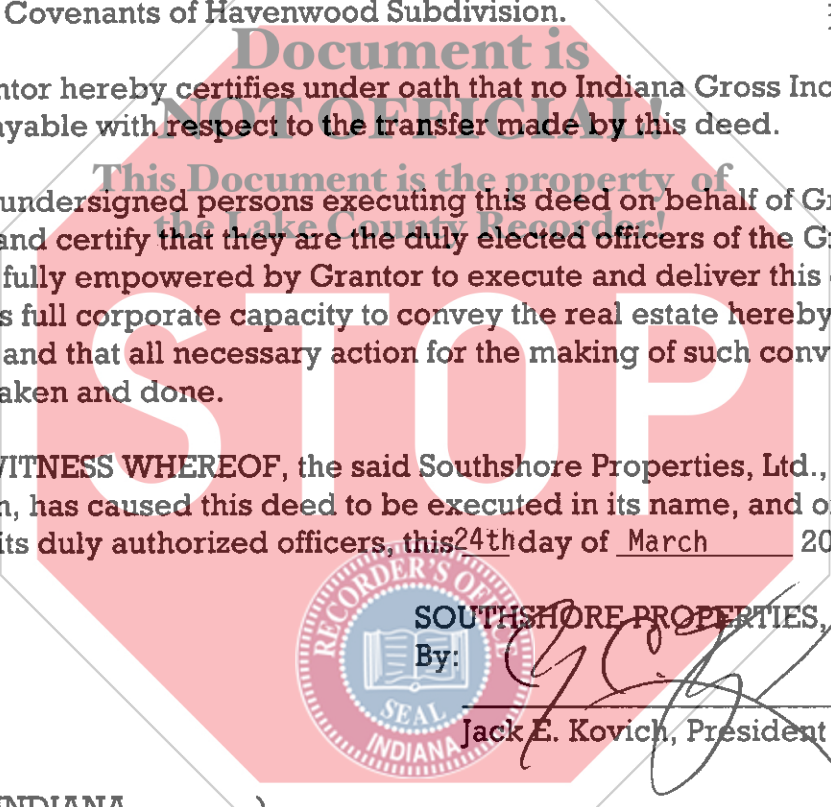 Covenants of Havenwood Subdivision.
Document is
ntor hereby certifies under oath that no Indiana Gross Inc
NOT OFFICIAL!
ayable with respect to the transfer made by this deed.
This Document is the property of
undersigned persons executing this deed on behalf of Gr
the Lake County Recorder!
and certify that they are the duly elected officers of the G
fully empowered by Grantor to execute and deliver this
s full corporate capacity to convey the real estate hereby
and that all necessary action for the making of such conv
aken and done.
STOP
VITNESS WHEREOF, the said Southshore Properties, Ltd.,
n, has caused this deed to be executed in its name, and o
its duly authorized officers, this 24th day of March 20
RECORDER'S OFFICE
SEAL
INDIANA
SOUTHSHORE PROPERTIES,
By:
Jack E. Kovich, President
INDIANA )